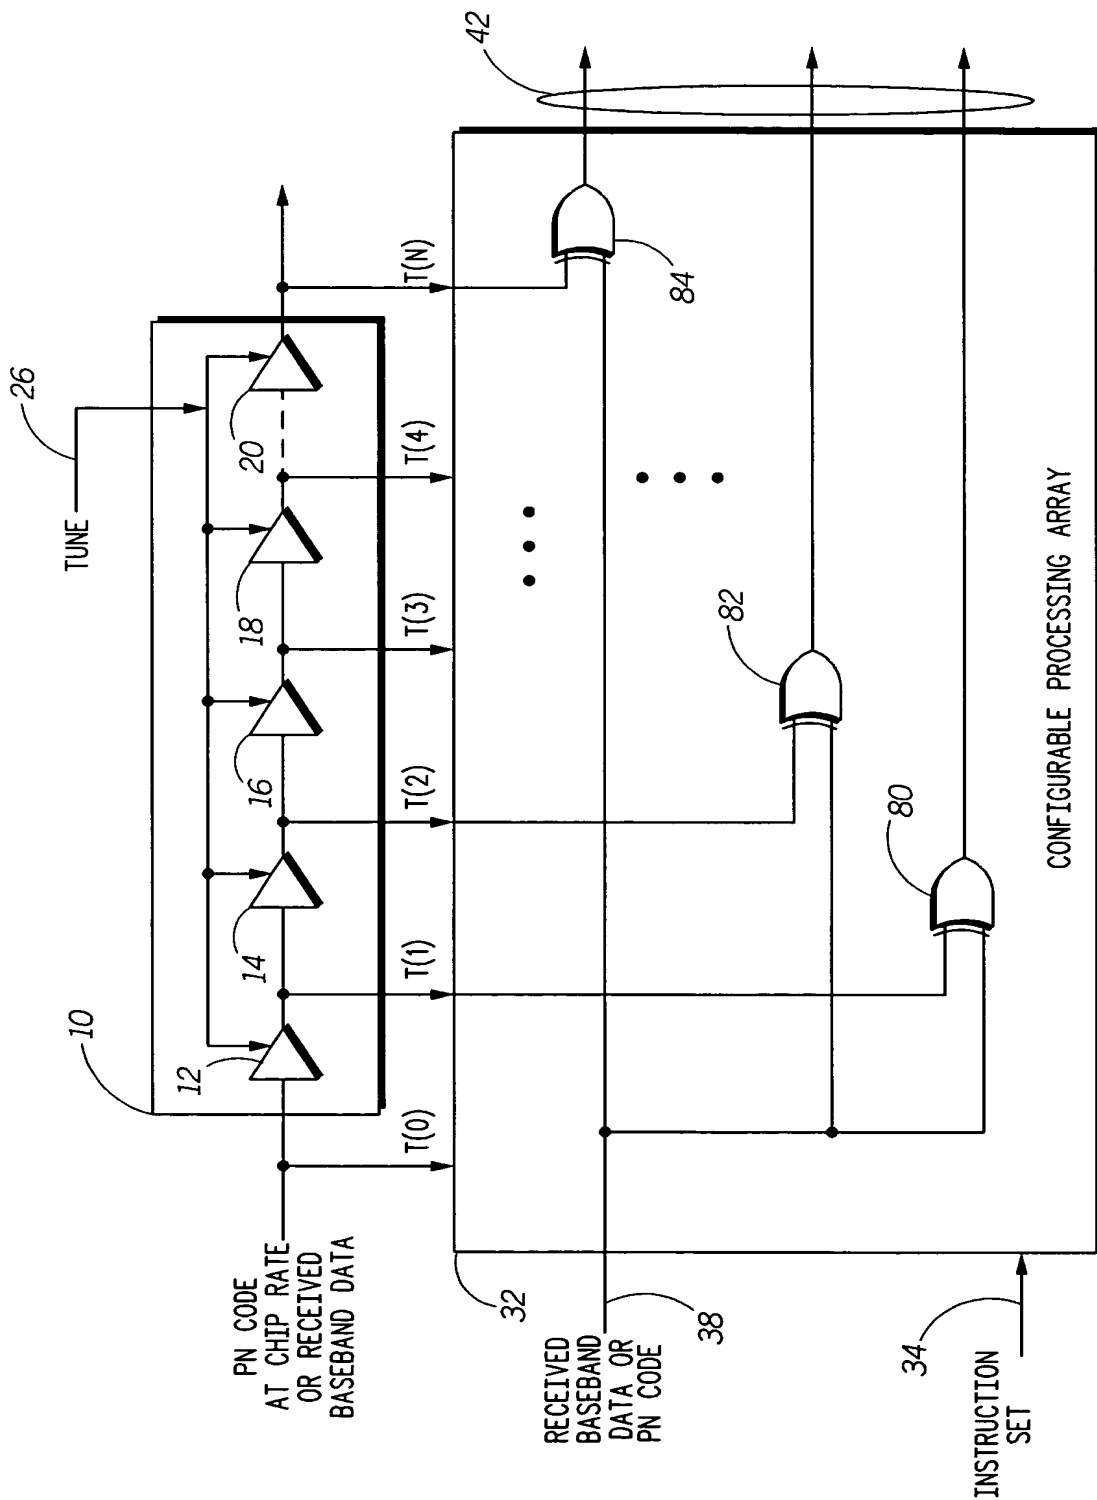 TUNE
26
10
12
14
16
18
20
PN CODE
AT CHIP RATE
OR RECEIVED
BASEBAND DATA
T(0)
T(1)
T(2)
T(3)
T(4)
T(N)
42
32
RECEIVED
BASEBAND
DATA OR
PN CODE
38
84
82
80
34
INSTRUCTION
SET
CONFIGURABLE PROCESSING ARRAY